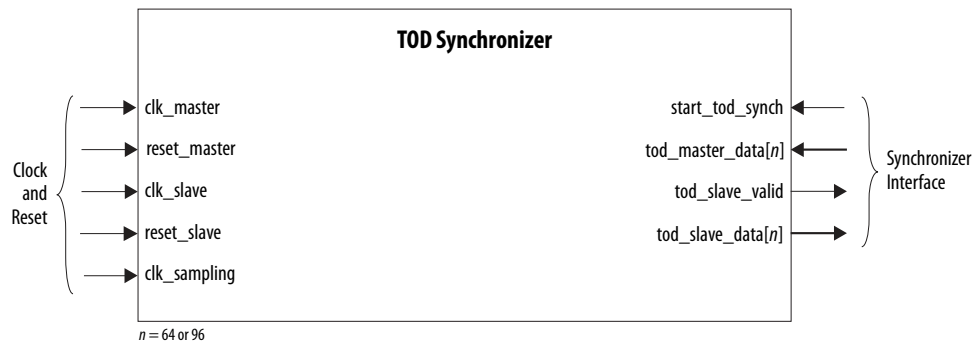 TOD Synchronizer
Clock
and
Reset
clk_master
reset_master
clk_slave
reset_slave
clk_sampling
start_tod_synch
tod_master_data[n]
tod_slave_valid
tod_slave_data[n]
Synchronizer
Interface
n = 64 or 96